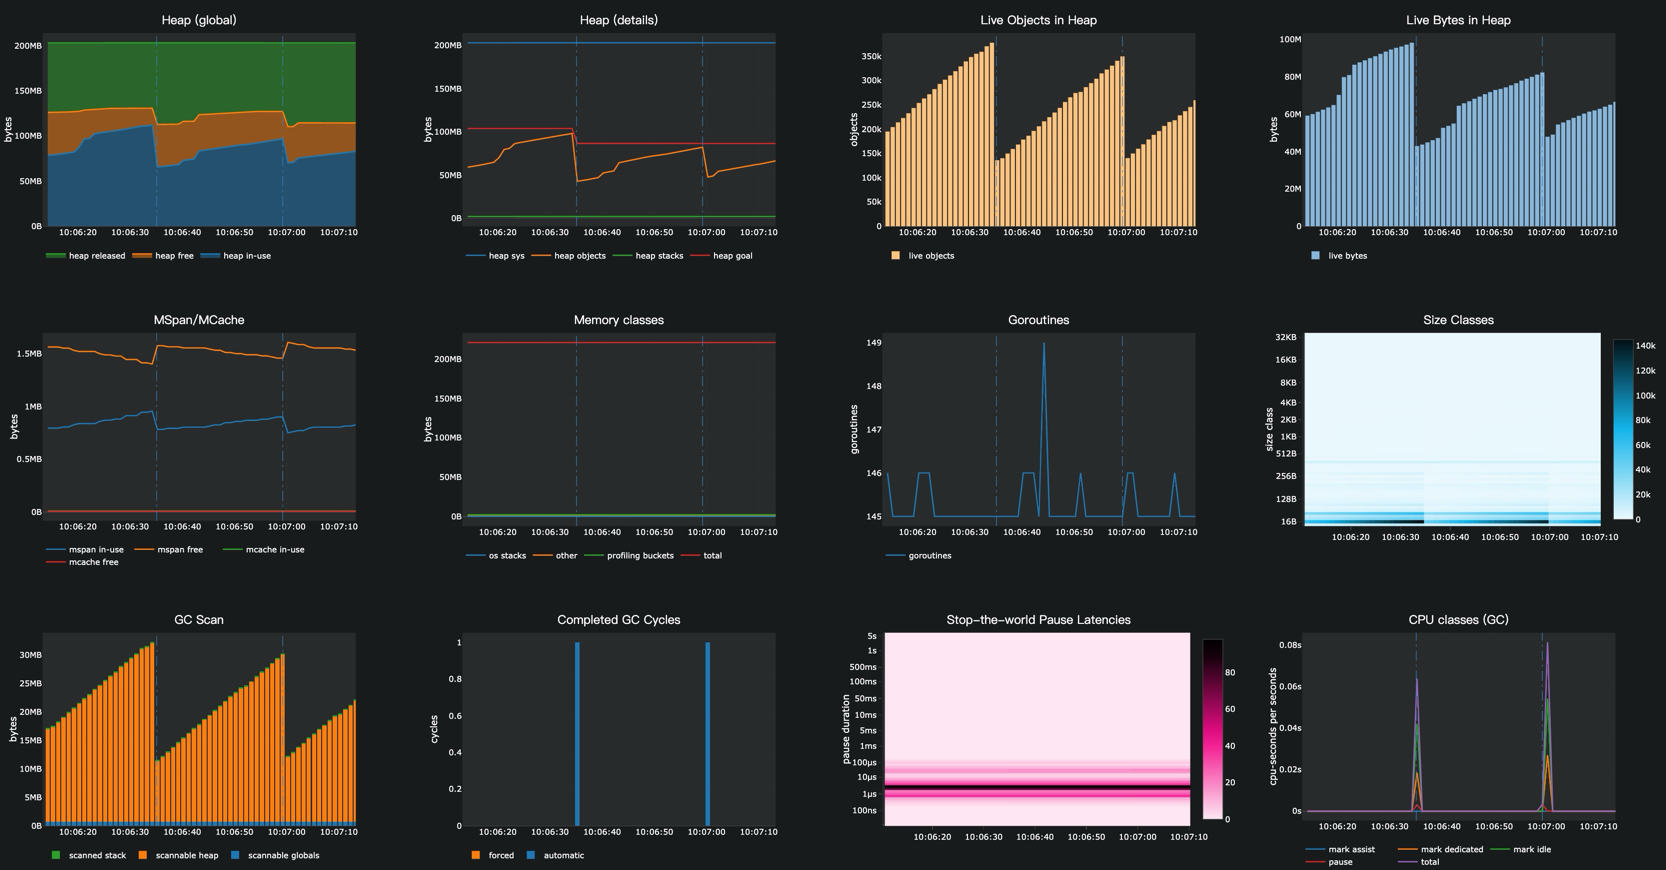 Heap (global)
bytes
200MB
150MB
100MB
50MB
0B
10:06:20 10:06:30 10:06:40 10:06:50 10:07:00 10:07:10
heap released heap free heap in-use
Heap (details)
bytes
200MB
150MB
100MB
50MB
0B
10:06:20 10:06:30 10:06:40 10:06:50 10:07:00 10:07:10
heap sys heap objects heap stacks heap goal
Live Objects in Heap
objects
350k
300k
250k
200k
150k
100k
50k
0
10:06:20 10:06:30 10:06:40 10:06:50 10:07:00 10:07:10
live objects
Live Bytes in Heap
bytes
100M
80M
60M
40M
20M
0
10:06:20 10:06:30 10:06:40 10:06:50 10:07:00 10:07:10
live bytes
MSpan/MCache
bytes
1.5MB
1MB
0.5MB
0B
10:06:20 10:06:30 10:06:40 10:06:50 10:07:00 10:07:10
mspan in-use mspan free mcache in-use
mcache free
Memory classes
bytes
200MB
150MB
100MB
50MB
0B
10:06:20 10:06:30 10:06:40 10:06:50 10:07:00 10:07:10
os stacks other profiling buckets total
Goroutines
goroutines
149
148
147
146
145
10:06:20 10:06:30 10:06:40 10:06:50 10:07:00 10:07:10
goroutines
Size Classes
size class
32KB
16KB
8KB
4KB
2KB
1KB
512B
256B
128B
16B
10:06:20 10:06:30 10:06:40 10:06:50 10:07:00 10:07:10
140k
120k
100k
80k
60k
40k
20k
0
GC Scan
bytes
30MB
25MB
20MB
15MB
10MB
5MB
0B
10:06:20 10:06:30 10:06:40 10:06:50 10:07:00 10:07:10
scanned stack scannable heap scannable globals
Completed GC Cycles
cycles
1
0.8
0.6
0.4
0.2
0
10:06:20 10:06:30 10:06:40 10:06:50 10:07:00 10:07:10
forced automatic
Stop-the-world Pause Latencies
pause duration
5s
1s
500ms
100ms
50ms
10ms
5ms
1ms
100µs
10µs
1µs
100ns
10:06:20 10:06:30 10:06:40 10:06:50 10:07:00 10:07:10
80
60
40
20
0
CPU classes (GC)
cpu-seconds per seconds
0.08s
0.06s
0.04s
0.02s
0s
10:06:20 10:06:30 10:06:40 10:06:50 10:07:00 10:07:10
mark assist mark dedicated mark idle
pause total